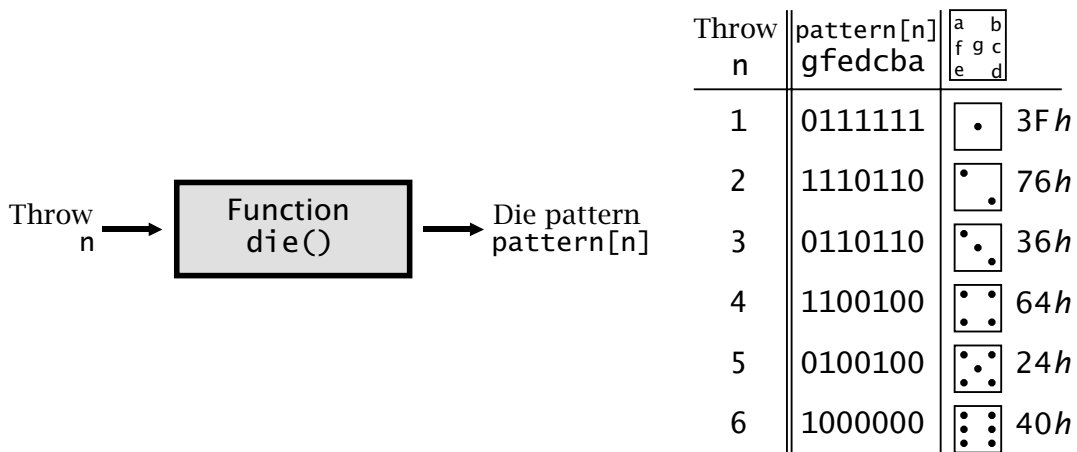 Throw
n
Function
die()
Die pattern
pattern[n]
Throw
n
pattern[n]
gfedcba
a b
f g c
e d
1 0111111 3Fh
2 1110110 76h
3 0110110 36h
4 1100100 64h
5 0100100 24h
6 1000000 40h